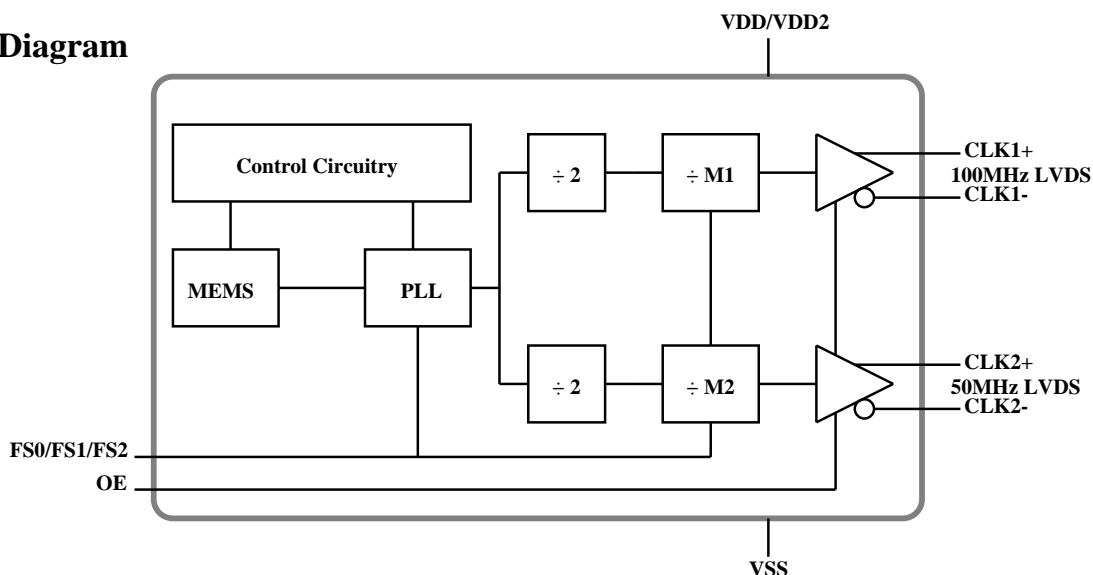 VDD/VDD2
Diagram
Control Circuitry
÷ 2
÷ M1
CLK1+
100MHz LVDS
CLK1-
MEMS
PLL
÷ 2
÷ M2
CLK2+
50MHz LVDS
CLK2-
FS0/FS1/FS2
OE
VSS